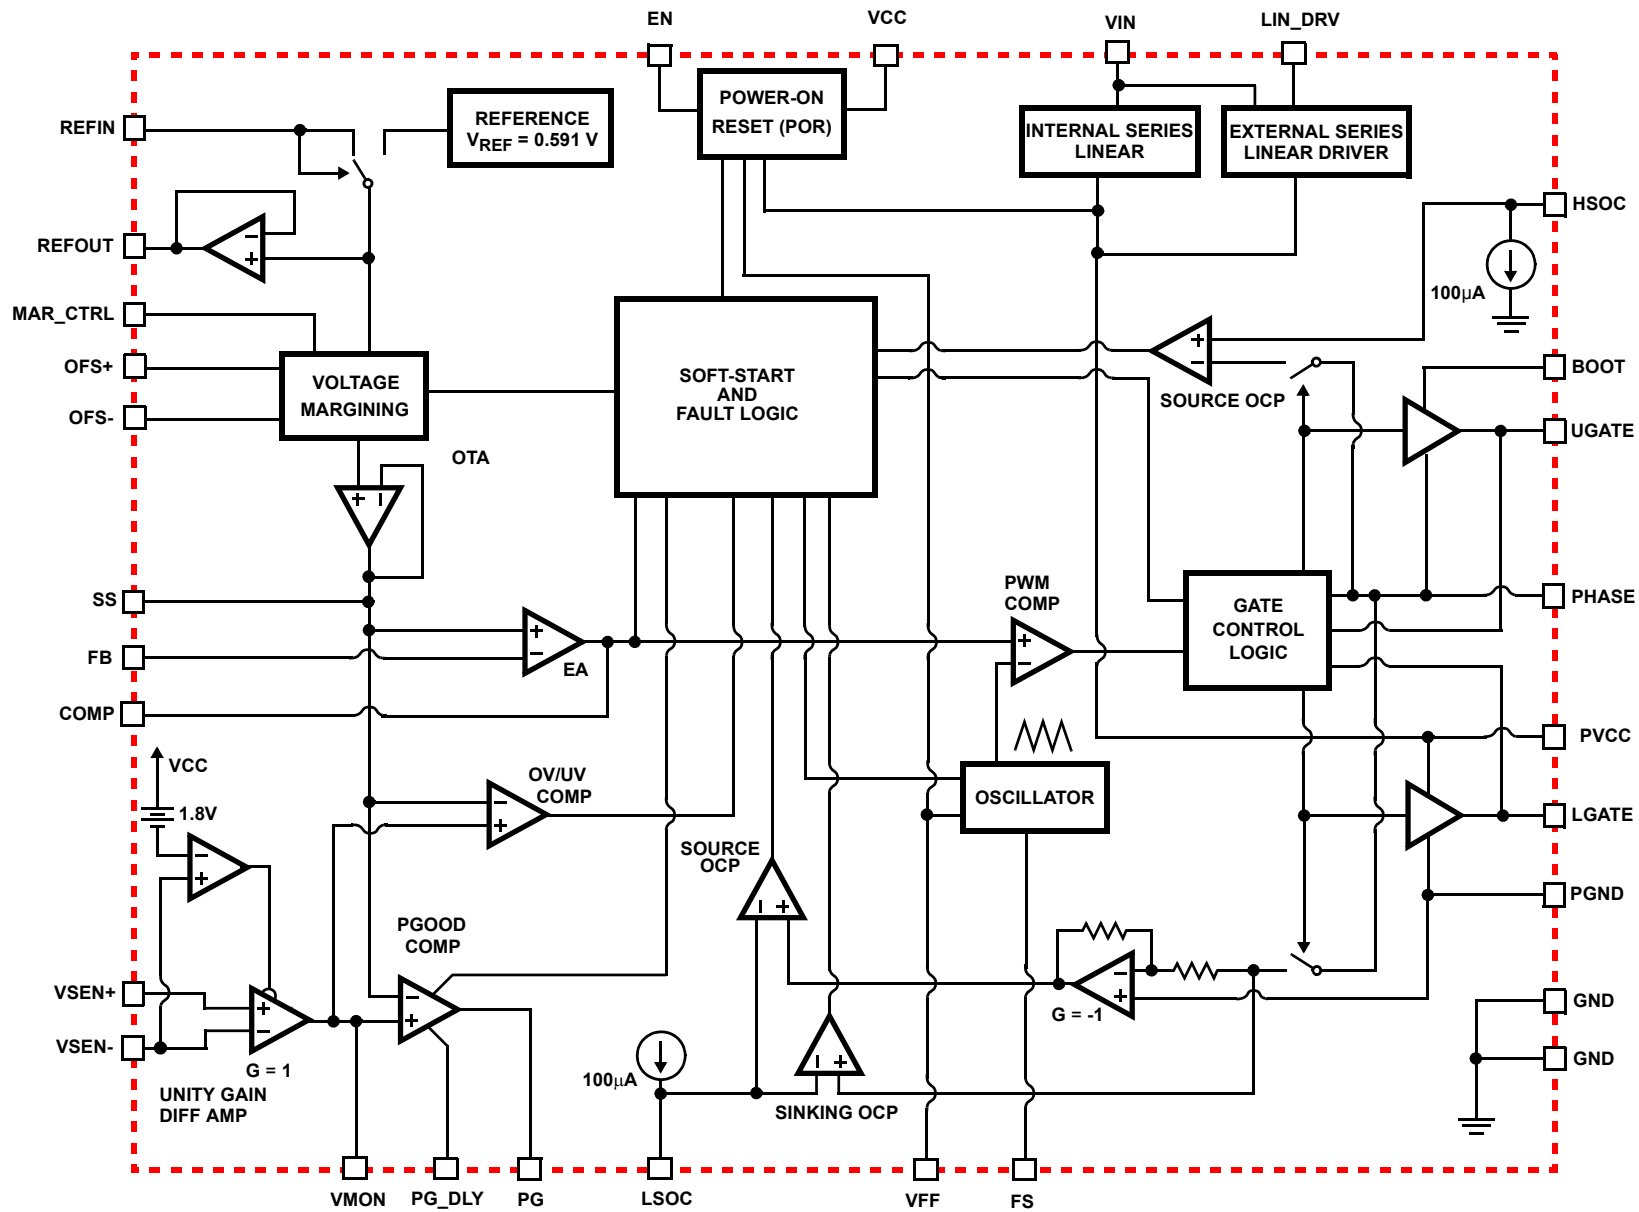 EN
VCC
VIN
LIN_DRV
REFIN
REFERENCE
VREF = 0.591 V
POWER-ON
RESET (POR)
INTERNAL SERIES
LINEAR
EXTERNAL SERIES
LINEAR DRIVER
HSOC
REFOUT
−
+
100µA
MAR_CTRL
OFS+
OFS-
VOLTAGE
MARGINING
SOFT-START
AND
FAULT LOGIC
+
−
SOURCE OCP
BOOT
UGATE
OTA
+
−
SS
FB
COMP
+
−
EA
PWM
COMP
+
−
GATE
CONTROL
LOGIC
PHASE
PVCC
VCC
1.8V
−
+
OV/UV
COMP
−
+
OSCILLATOR
LGATE
SOURCE
OCP
−
+
PGND
PGOOD
COMP
−
+
VSEN+
VSEN-
+
−
G = 1
UNITY GAIN
DIFF AMP
−
+
G = -1
100µA
−
+
SINKING OCP
GND
GND
VMON
PG_DLY
PG
LSOC
VFF
FS